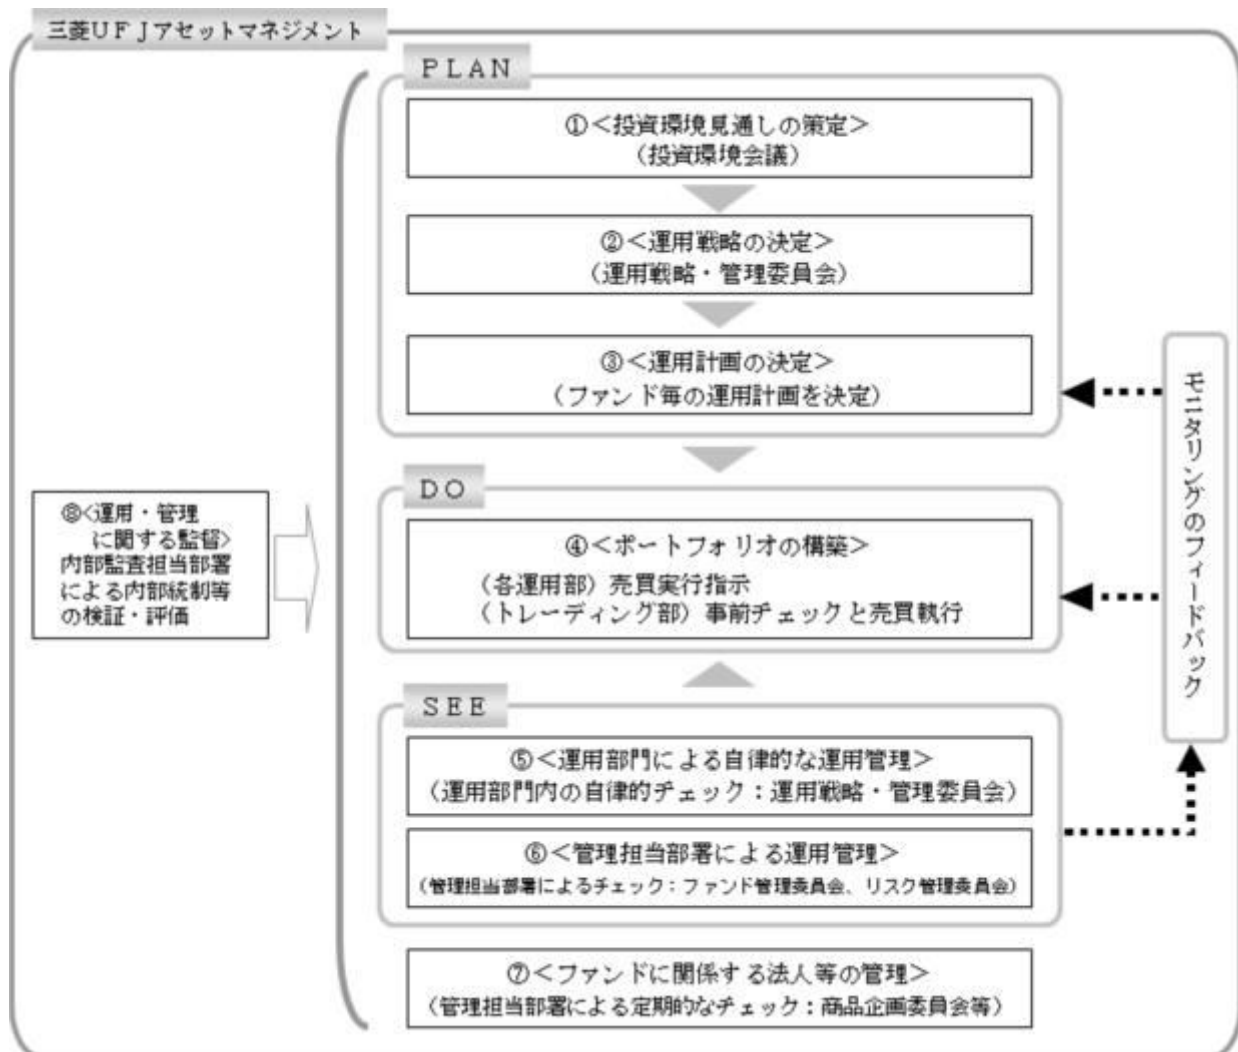 三菱UFJアセットマネジメント
PLAN
①＜投資環境見通しの策定＞
（投資環境会議）
②＜運用戦略の決定＞
（運用戦略・管理委員会）
③＜運用計画の決定＞
（ファンド毎の運用計画を決定）
DO
④＜ポートフォリオの構築＞
（各運用部）売買実行指示
（トレーディング部）事前チェックと売買執行
SEE
⑤＜運用部門による自律的な運用管理＞
（運用部門内の自律的チェック：運用戦略・管理委員会）
⑥＜管理担当部署による運用管理＞
（管理担当部署によるチェック：ファンド管理委員会、リスク管理委員会）
⑦＜ファンドに関係する法人等の管理＞
（管理担当部署による定期的なチェック：商品企画委員会等）
⑧＜運用・管理
に関する監督＞
内部監査担当部署
による内部統制等
の検証・評価
モニタリングのフィードバック